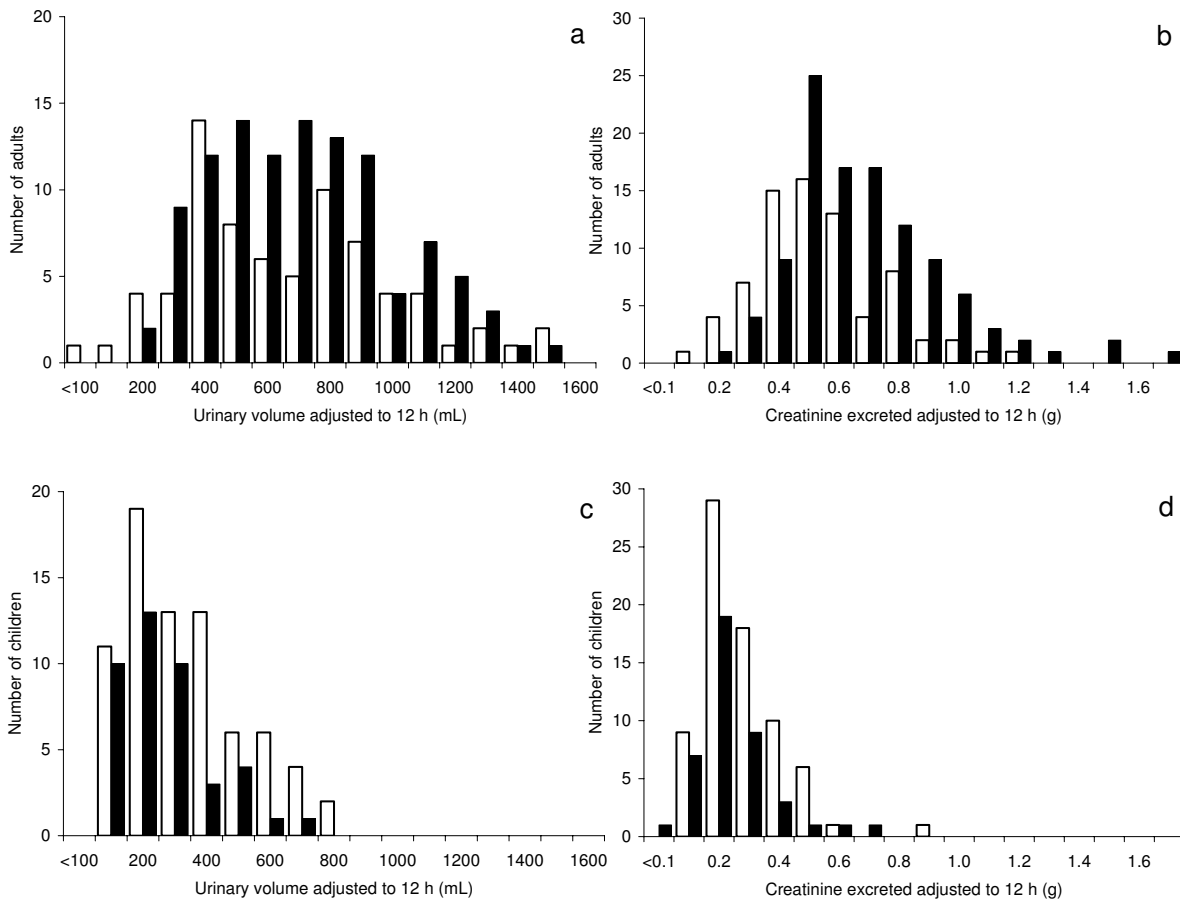 a
20
15
10
5
0
Number of adults
<100 200 400 600 800 1000 1200 1400 1600
Urinary volume adjusted to 12 h (mL)
b
30
25
20
15
10
5
0
Number of adults
<0.1 0.2 0.4 0.6 0.8 1.0 1.2 1.4 1.6
Creatinine excreted adjusted to 12 h (g)
c
20
15
10
5
0
Number of children
<100 200 400 600 800 1000 1200 1400 1600
Urinary volume adjusted to 12 h (mL)
d
30
25
20
15
10
5
0
Number of children
<0.1 0.2 0.4 0.6 0.8 1.0 1.2 1.4 1.6
Creatinine excreted adjusted to 12 h (g)